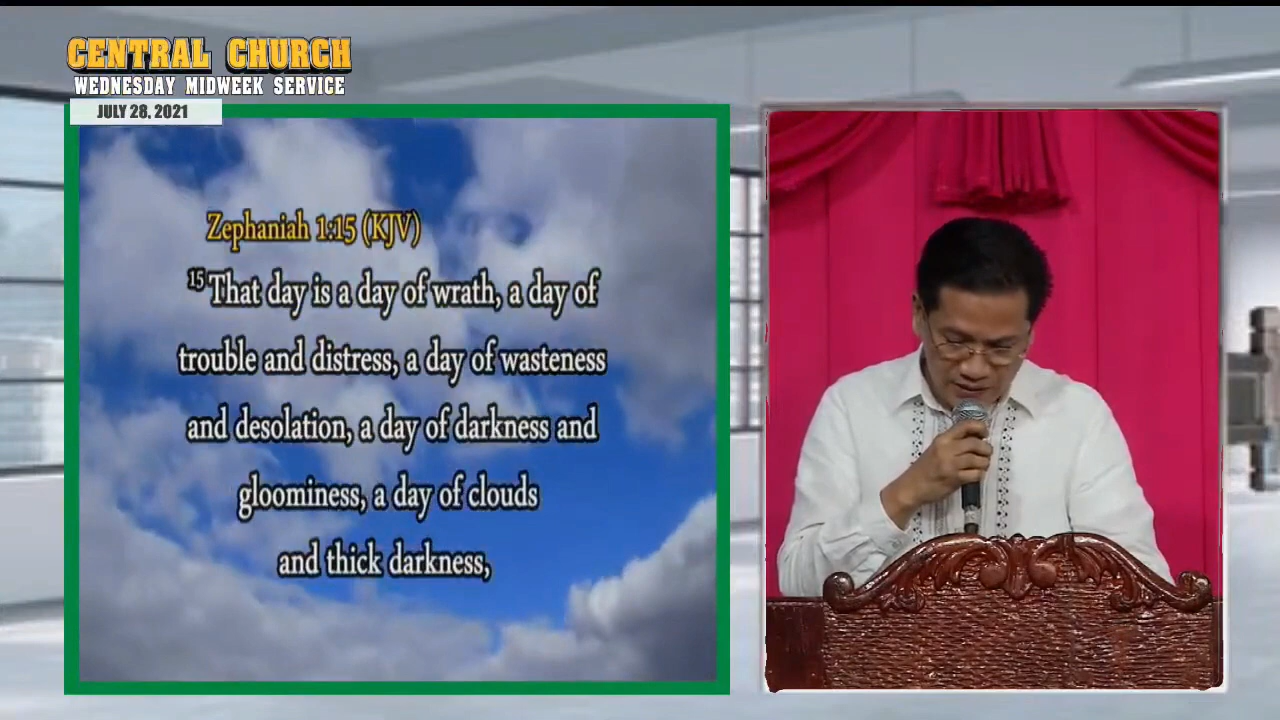 CENTRAL CHURCH
WEDNESDAY MIDWEEK SERVICE
JULY 28, 2021
Zephaniah 1:15 (KJV)
15 That day is a day of wrath, a day of
trouble and distress, a day of wasteness
and desolation, a day of darkness and
gloominess, a day of clouds
and thick darkness,